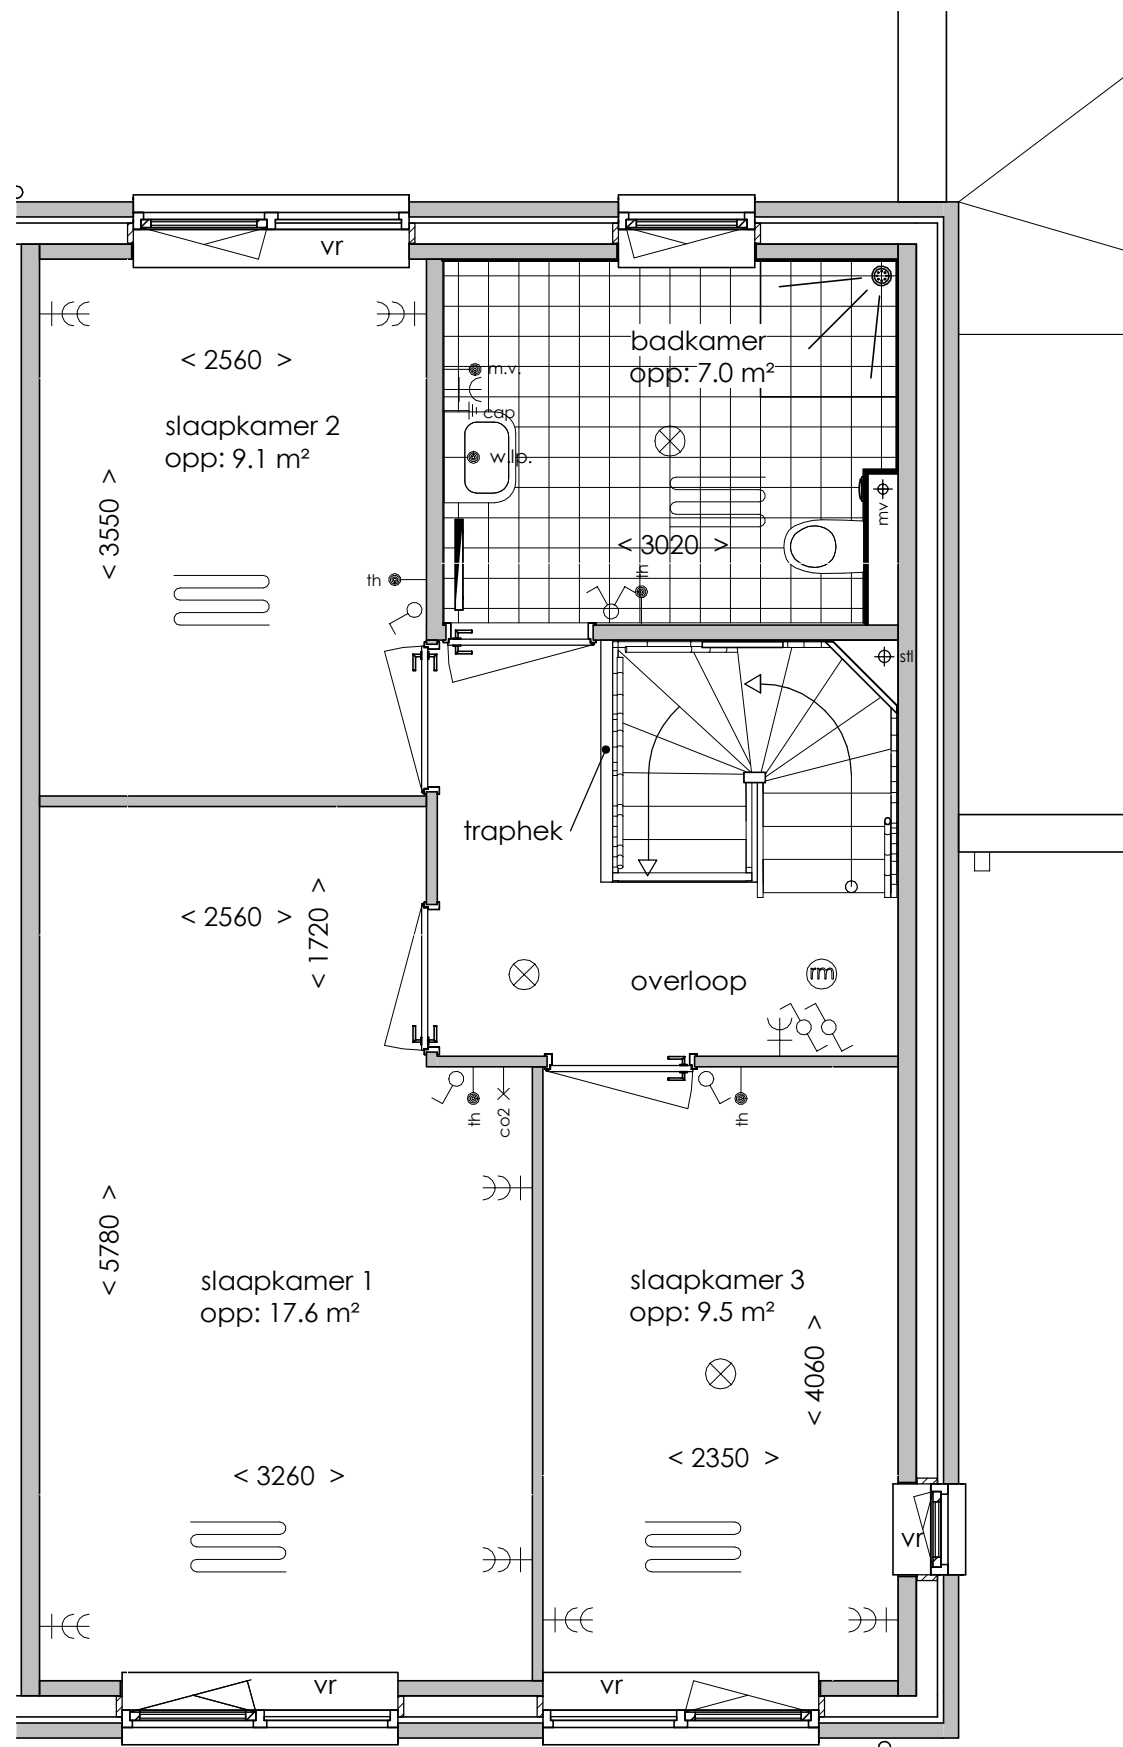 vr
< 2560 >
slaapkamer 2
opp: 9.1 m²
< 3550 >
th
badkamer
opp: 7.0 m²
m.v.
cap
w.lp.
mv
< 3020 >
th
stl
traphek
< 2560 >
< 1720 >
overloop
rm
th
co2
th
< 5780 >
slaapkamer 1
opp: 17.6 m²
slaapkamer 3
opp: 9.5 m²
< 4060 >
< 2350 >
< 3260 >
vr
vr
vr